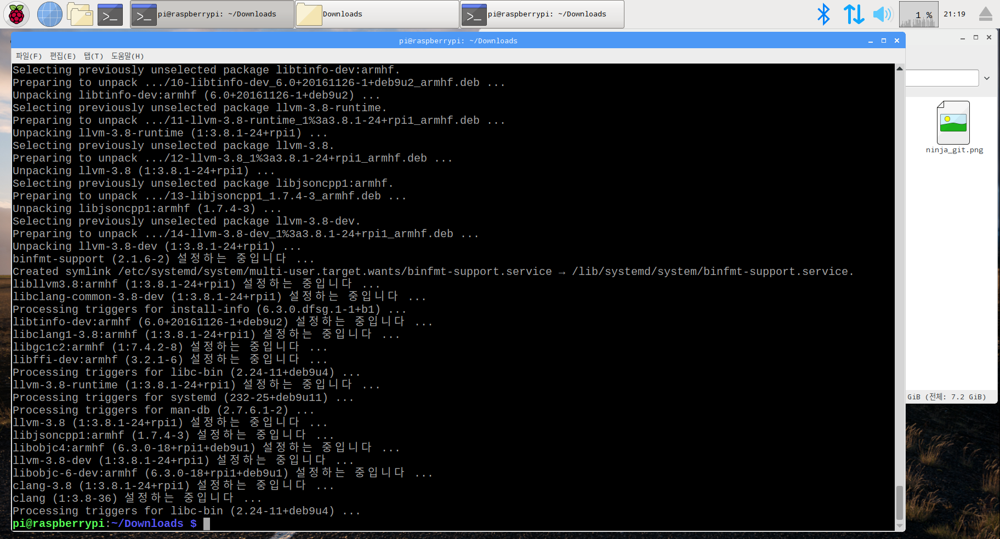 pi@raspberrypi: ~/Downloads
Downloads
pi@raspberrypi: ~/Downloads
1 %
21:19
pi@raspberrypi: ~/Downloads
파일(F) 편집(E) 탭(T) 도움말(H)
Selecting previously unselected package libtinfo-dev:armhf.
Preparing to unpack .../10-libtinfo-dev_6.0+20161126-1+deb9u2_armhf.deb ...
Unpacking libtinfo-dev:armhf (6.0+20161126-1+deb9u2) ...
Selecting previously unselected package llvm-3.8-runtime.
Preparing to unpack .../11-llvm-3.8-runtime_1%3a3.8.1-24+rpi1_armhf.deb ...
Unpacking llvm-3.8-runtime (1:3.8.1-24+rpi1) ...
Selecting previously unselected package llvm-3.8.
Preparing to unpack .../12-llvm-3.8_1%3a3.8.1-24+rpi1_armhf.deb ...
Unpacking llvm-3.8 (1:3.8.1-24+rpi1) ...
Selecting previously unselected package libjsoncpp1:armhf.
Preparing to unpack .../13-libjsoncpp1_1.7.4-3_armhf.deb ...
Unpacking libjsoncpp1:armhf (1.7.4-3) ...
Selecting previously unselected package llvm-3.8-dev.
Preparing to unpack .../14-llvm-3.8-dev_1%3a3.8.1-24+rpi1_armhf.deb ...
Unpacking llvm-3.8-dev (1:3.8.1-24+rpi1) ...
binfmt-support (2.1.6-2) 설정하는 중입니다 ...
Created symlink /etc/systemd/system/multi-user.target.wants/binfmt-support.service → /lib/systemd/system/binfmt-support.service.
libllvm3.8:armhf (1:3.8.1-24+rpi1) 설정하는 중입니다 ...
libclang-common-3.8-dev (1:3.8.1-24+rpi1) 설정하는 중입니다 ...
Processing triggers for install-info (6.3.0.dfsg.1-1+b1) ...
libtinfo-dev:armhf (6.0+20161126-1+deb9u2) 설정하는 중입니다 ...
libclang1-3.8:armhf (1:3.8.1-24+rpi1) 설정하는 중입니다 ...
libgc1c2:armhf (1:7.4.2-8) 설정하는 중입니다 ...
libffi-dev:armhf (3.2.1-6) 설정하는 중입니다 ...
Processing triggers for libc-bin (2.24-11+deb9u4) ...
llvm-3.8-runtime (1:3.8.1-24+rpi1) 설정하는 중입니다 ...
Processing triggers for systemd (232-25+deb9u11) ...
Processing triggers for man-db (2.7.6.1-2) ...
llvm-3.8 (1:3.8.1-24+rpi1) 설정하는 중입니다 ...
libjsoncpp1:armhf (1.7.4-3) 설정하는 중입니다 ...
libobjc4:armhf (6.3.0-18+rpi1+deb9u1) 설정하는 중입니다 ...
llvm-3.8-dev (1:3.8.1-24+rpi1) 설정하는 중입니다 ...
libobjc-6-dev:armhf (6.3.0-18+rpi1+deb9u1) 설정하는 중입니다 ...
clang-3.8 (1:3.8.1-24+rpi1) 설정하는 중입니다 ...
clang (1:3.8-36) 설정하는 중입니다 ...
Processing triggers for libc-bin (2.24-11+deb9u4) ...
pi@raspberrypi:~/Downloads $
ninja_git.png
GiB (전체: 7.2 GiB)